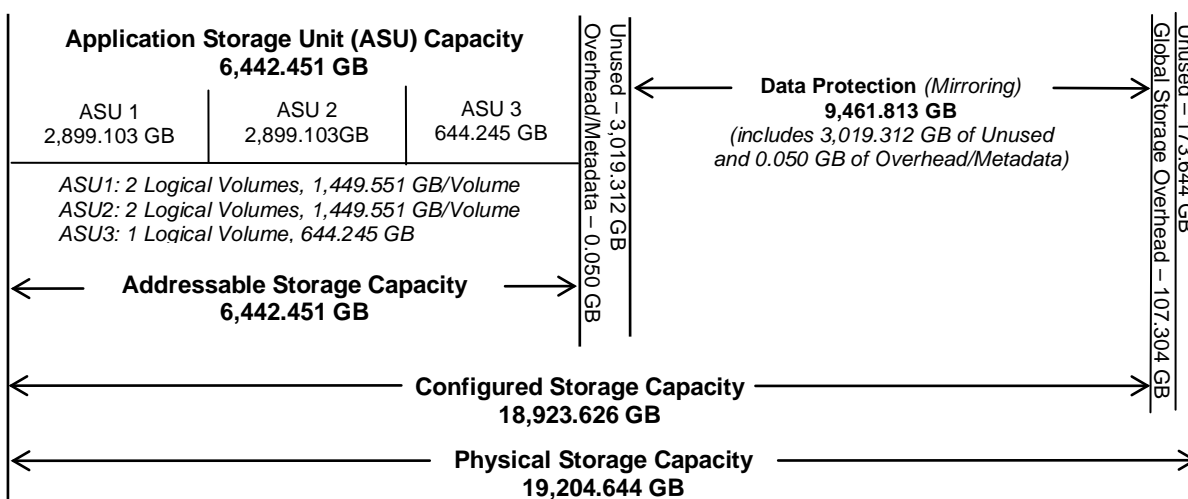 Application Storage Unit (ASU) Capacity
6,442.451 GB
ASU 1
2,899.103 GB
ASU 2
2,899.103GB
ASU 3
644.245 GB
ASU1: 2 Logical Volumes, 1,449.551 GB/Volume
ASU2: 2 Logical Volumes, 1,449.551 GB/Volume
ASU3: 1 Logical Volume, 644.245 GB
Addressable Storage Capacity
6,442.451 GB
Unused – 3,019.312 GB
Overhead/Metadata – 0.050 GB
Data Protection (Mirroring)
9,461.813 GB
(includes 3,019.312 GB of Unused
and 0.050 GB of Overhead/Metadata)
Unused – 173.644 GB
Global Storage Overhead – 107.304 GB
Configured Storage Capacity
18,923.626 GB
Physical Storage Capacity
19,204.644 GB